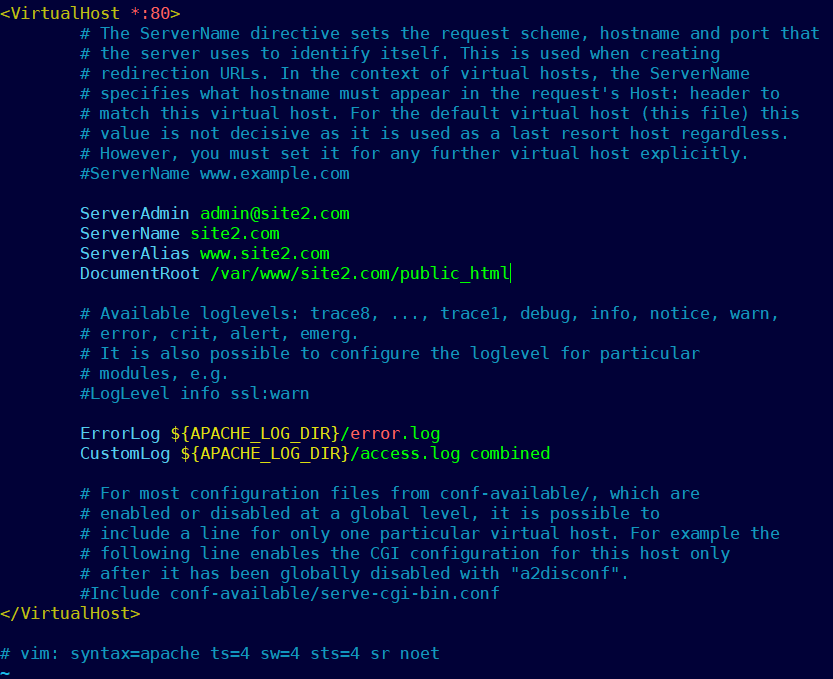 <VirtualHost *:80>
# The ServerName directive sets the request scheme, hostname and port that
# the server uses to identify itself. This is used when creating
# redirection URLs. In the context of virtual hosts, the ServerName
# specifies what hostname must appear in the request's Host: header to
# match this virtual host. For the default virtual host (this file) this
# value is not decisive as it is used as a last resort host regardless.
# However, you must set it for any further virtual host explicitly.
#ServerName www.example.com
ServerAdmin admin@site2.com
ServerName site2.com
ServerAlias www.site2.com
DocumentRoot /var/www/site2.com/public_html
# Available loglevels: trace8, ..., trace1, debug, info, notice, warn,
# error, crit, alert, emerg.
# It is also possible to configure the loglevel for particular
# modules, e.g.
#LogLevel info ssl:warn
ErrorLog ${APACHE_LOG_DIR}/error.log
CustomLog ${APACHE_LOG_DIR}/access.log combined
# For most configuration files from conf-available/, which are
# enabled or disabled at a global level, it is possible to
# include a line for only one particular virtual host. For example the
# following line enables the CGI configuration for this host only
# after it has been globally disabled with "a2disconf".
#Include conf-available/serve-cgi-bin.conf
</VirtualHost>
# vim: syntax=apache ts=4 sw=4 sts=4 sr noet
~